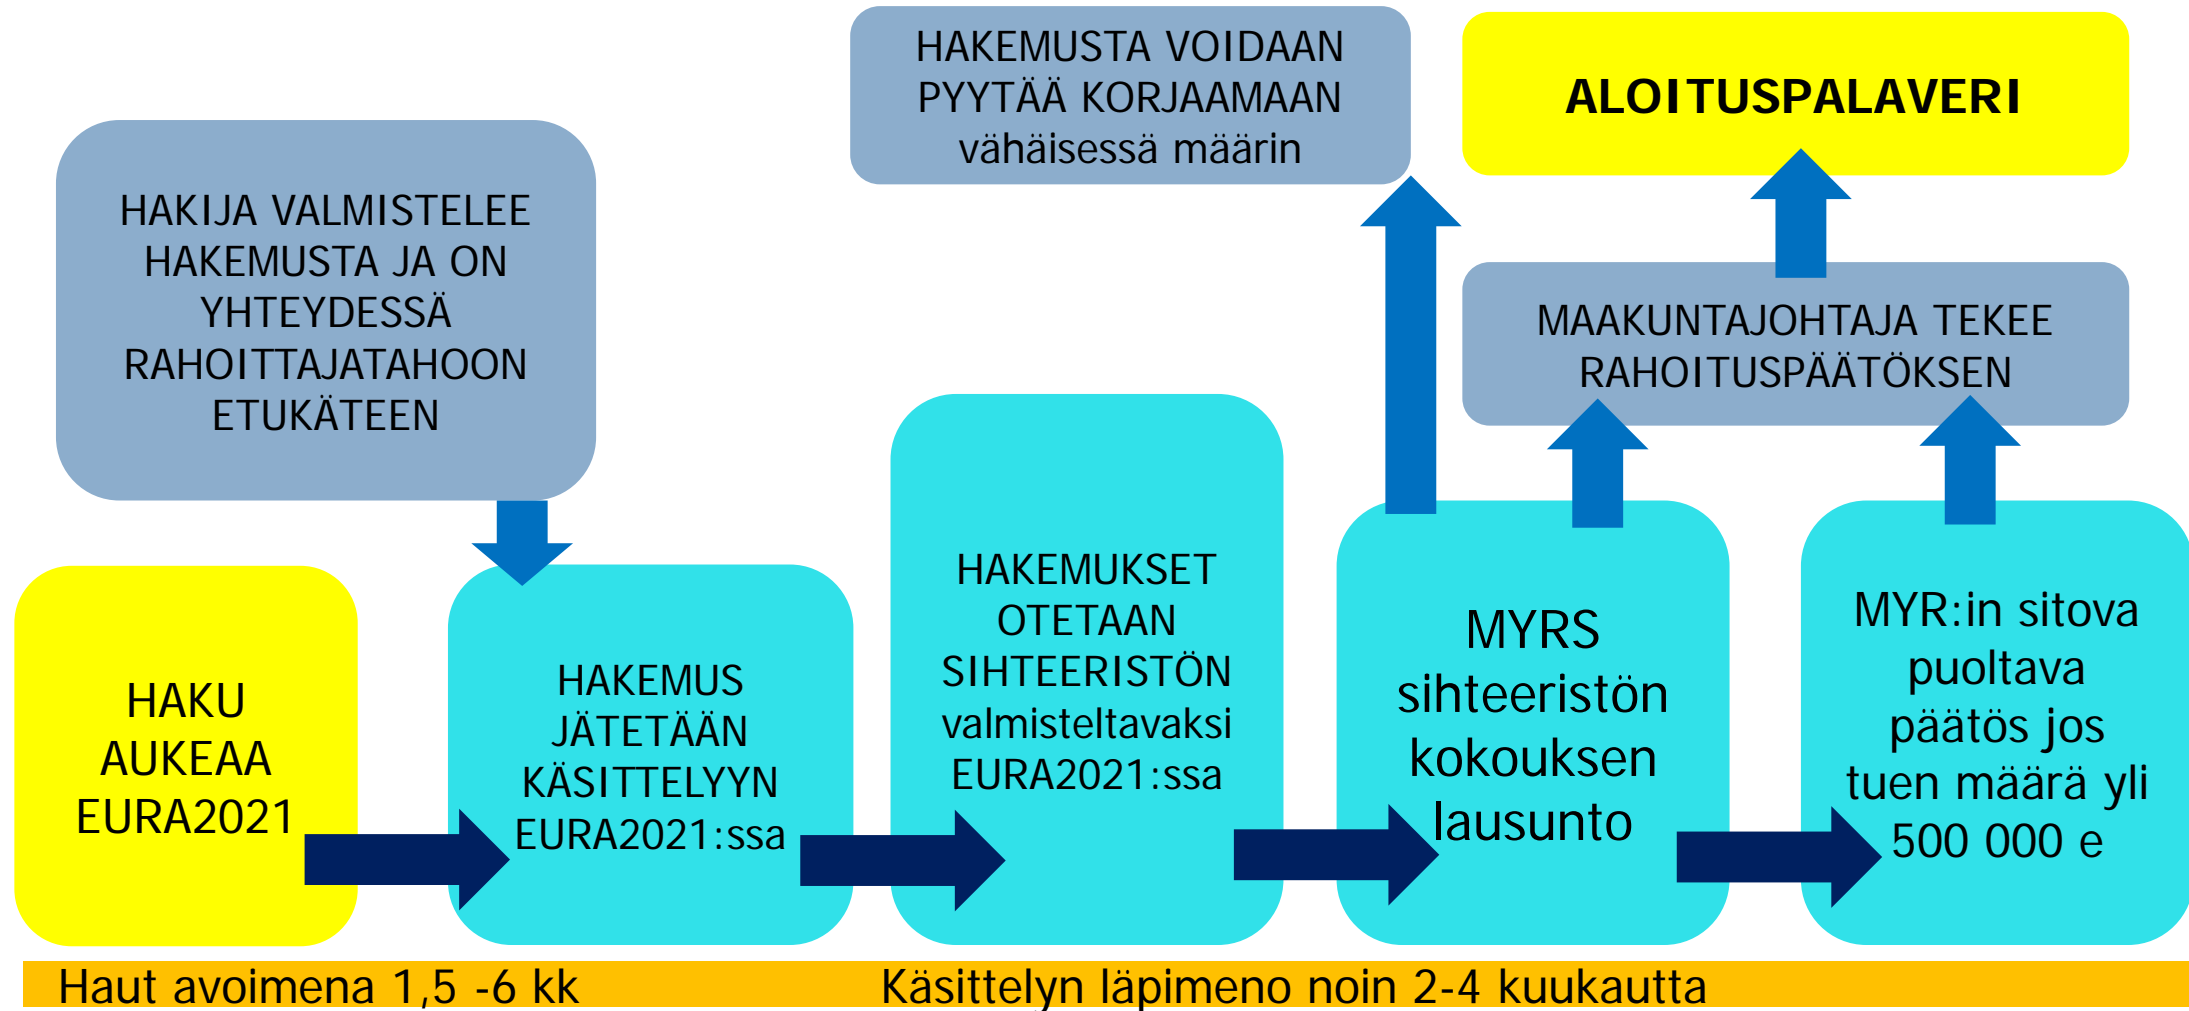 HAKEMUSTA VOIDAAN
PYYTÄÄ KORJAAMAAN
vähäisessä määrin
ALOITUSPALAVERI
HAKIJA VALMISTELEE
HAKEMUSTA JA ON
YHTEYDESSÄ
RAHOITTAJATAHOON
ETUKÄTEEN
MAAKUNTAJOHTAJA TEKEE
RAHOITUSPÄÄTÖKSEN
HAKU
AUKEAA
EURA2021
HAKEMUS
JÄTETÄÄN
KÄSITTELYYN
EURA2021:ssa
HAKEMUKSET
OTETAAN
SIHTEERISTÖN
valmisteltavaksi
EURA2021:ssa
MYRS
sihteeristön
kokouksen
lausunto
MYR:in sitova
puoltava
päätös jos
tuen määrä yli
500 000 e
Haut avoimena 1,5 -6 kk
Käsittelyn läpimeno noin 2-4 kuukautta